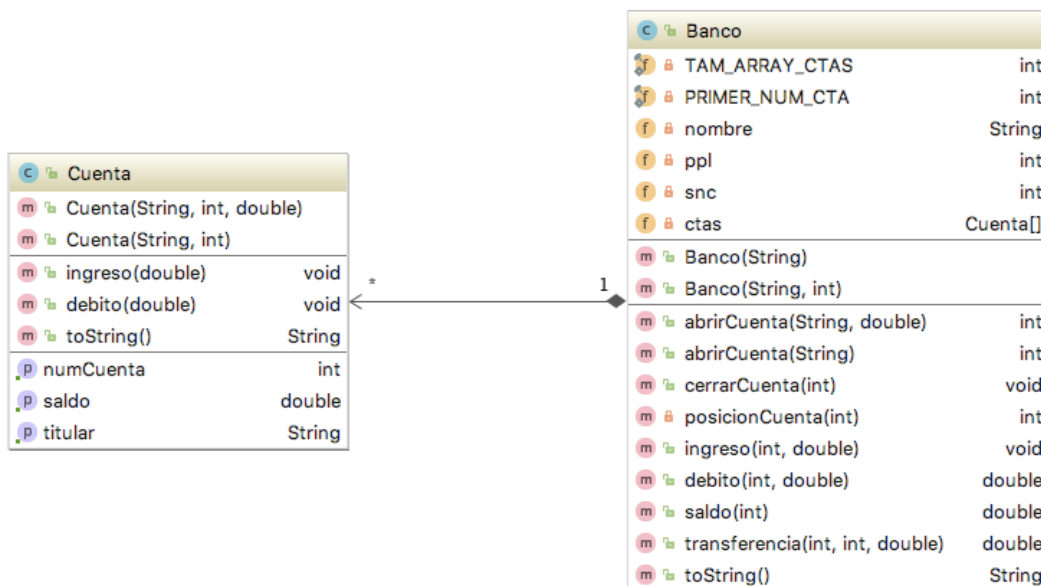 Cuenta
Cuenta(String, int, double)
Cuenta(String, int)
ingreso(double) void
debito(double) void
toString() String
numCuenta int
saldo double
titular String
* 1
Banco
TAM_ARRAY_CTAS int
PRIMER_NUM_CTA int
nombre String
ppl int
snc int
ctas Cuenta[]
Banco(String)
Banco(String, int)
abrirCuenta(String, double) int
abrirCuenta(String) int
cerrarCuenta(int) void
posicionCuenta(int) int
ingreso(int, double) void
debito(int, double) double
saldo(int) double
transferencia(int, int, double) double
toString() String